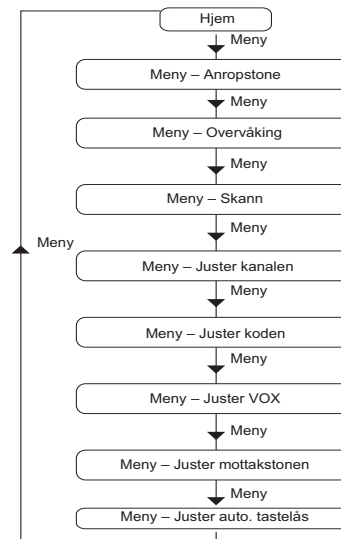 Hjem
Meny
Meny – Anropstone
Meny
Meny – Overvåking
Meny
Meny – Skann
Meny
Meny
Meny – Juster kanalen
Meny
Meny – Juster koden
Meny
Meny – Juster VOX
Meny
Meny – Juster mottakstonen
Meny
Meny – Juster auto. tastelås